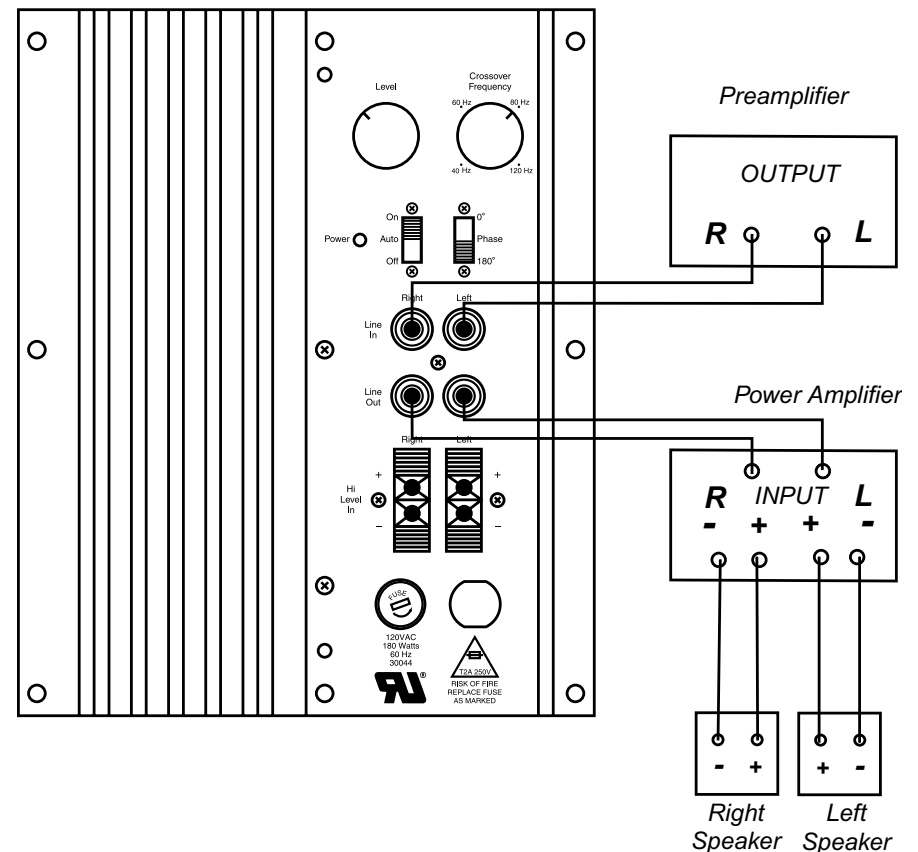 Level
Crossover
Frequency
60 Hz
80 Hz
40 Hz
120 Hz
On
Auto
Off
Power
0°
Phase
180°
Right
Left
Line
In
Line
Out
Right
Left
+
+
Hi
Level
In
–
–
FUSE
120VAC
180 Watts
60 Hz
30044
T2A 250V
RISK OF FIRE
REPLACE FUSE
AS MARKED
Preamplifier
OUTPUT
R L
Power Amplifier
R INPUT L
- + + -
- +
+ -
Right
Speaker
Left
Speaker